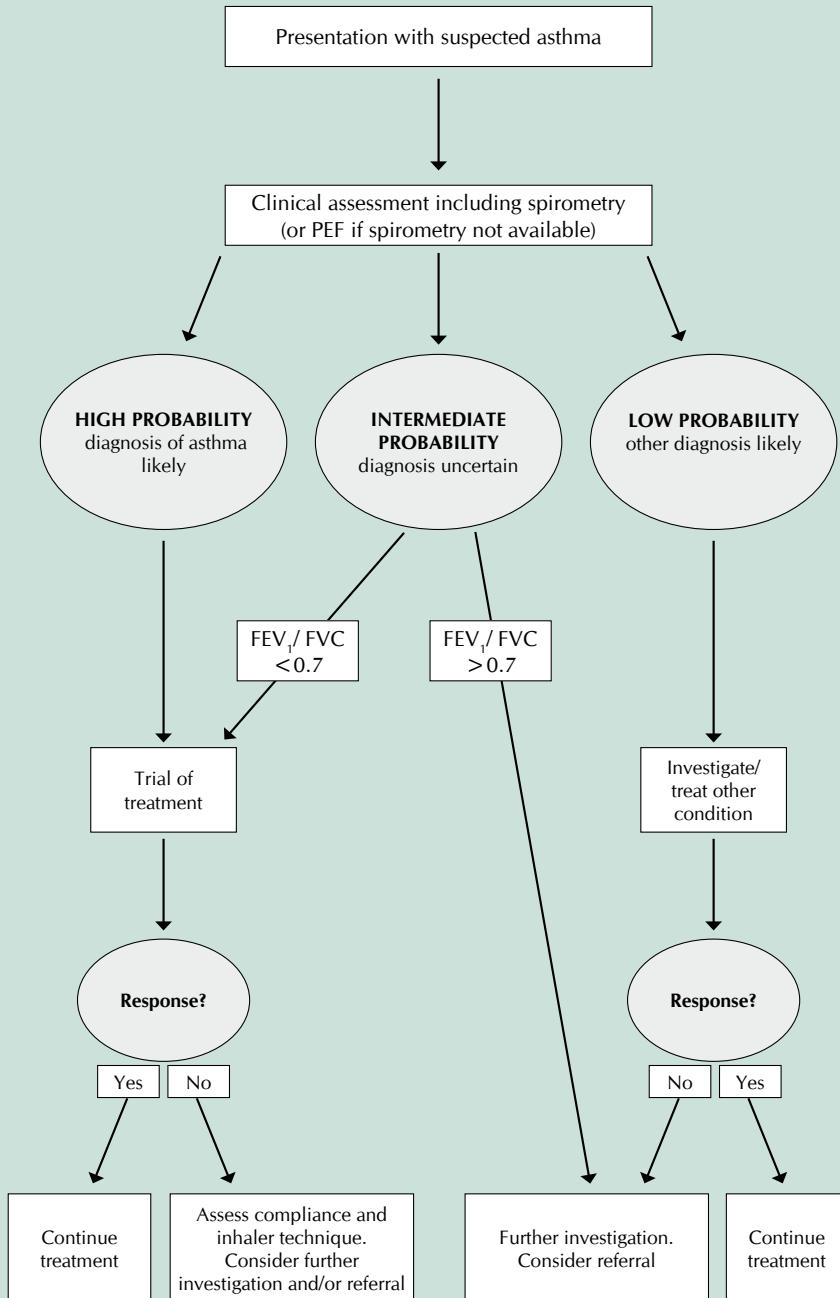 Presentation with suspected asthma
Clinical assessment including spirometry
(or PEF if spirometry not available)
HIGH PROBABILITY
diagnosis of asthma
likely
INTERMEDIATE
PROBABILITY
diagnosis uncertain
LOW PROBABILITY
other diagnosis likely
FEV₁/ FVC
<0.7
FEV₁/ FVC
>0.7
Trial of
treatment
Investigate/
treat other
condition
Response?
Response?
Yes
No
No
Yes
Continue
treatment
Assess compliance and
inhaler technique.
Consider further
investigation and/or referral
Further investigation.
Consider referral
Continue
treatment